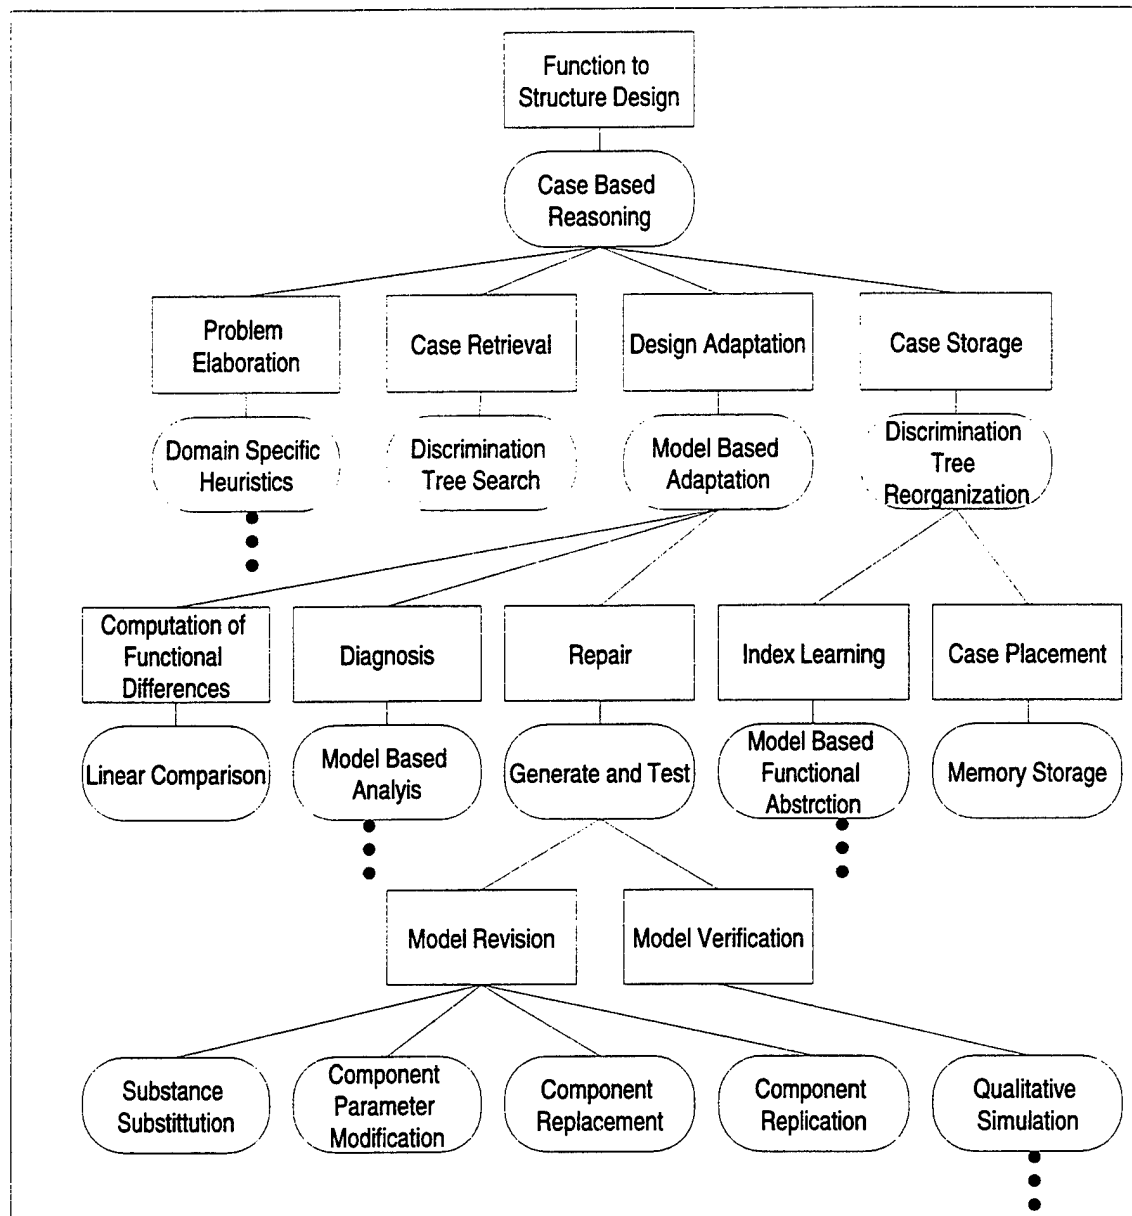 Function to
Structure Design
Case Based
Reasoning
Problem
Elaboration
Case Retrieval
Design Adaptation
Case Storage
Domain Specific
Heuristics
Discrimination
Tree Search
Model Based
Adaptation
Discrimination
Tree
Reorganization
Computation of
Functional
Differences
Diagnosis
Repair
Index Learning
Case Placement
Linear Comparison
Model Based
Analyis
Generate and Test
Model Based
Functional
Abstrction
Memory Storage
Model Revision
Model Verification
Substance
Substittution
Component
Parameter
Modification
Component
Replacement
Component
Replication
Qualitative
Simulation